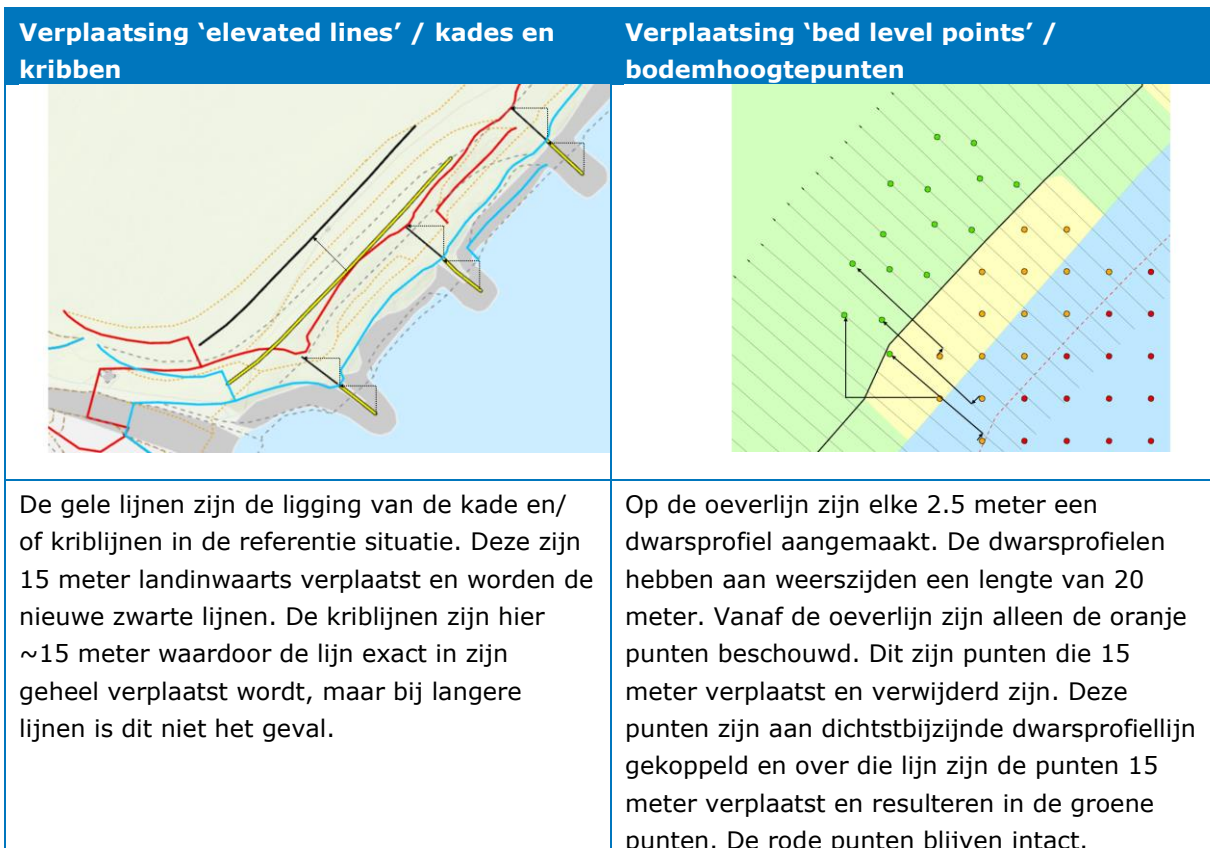 Verplaatsing ‘elevated lines’ / kades en
kribben
Verplaatsing ‘bed level points’ /
bodemhoogtepunten
De gele lijnen zijn de ligging van de kade en/
of kriblijnen in de referentie situatie. Deze zijn
15 meter landinwaarts verplaatst en worden de
nieuwe zwarte lijnen. De kriblijnen zijn hier
~15 meter waardoor de lijn exact in zijn
geheel verplaatst wordt, maar bij langere
lijnen is dit niet het geval.
Op de oeverlijn zijn elke 2.5 meter een
dwarsprofiel aangemaakt. De dwarsprofielen
hebben aan weerszijden een lengte van 20
meter. Vanaf de oeverlijn zijn alleen de oranje
punten beschouwd. Dit zijn punten die 15
meter verplaatst en verwijderd zijn. Deze
punten zijn aan dichtstbijzijnde dwarsprofiellijn
gekoppeld en over die lijn zijn de punten 15
meter verplaatst en resulteren in de groene
punten. De rode punten blijven intact.